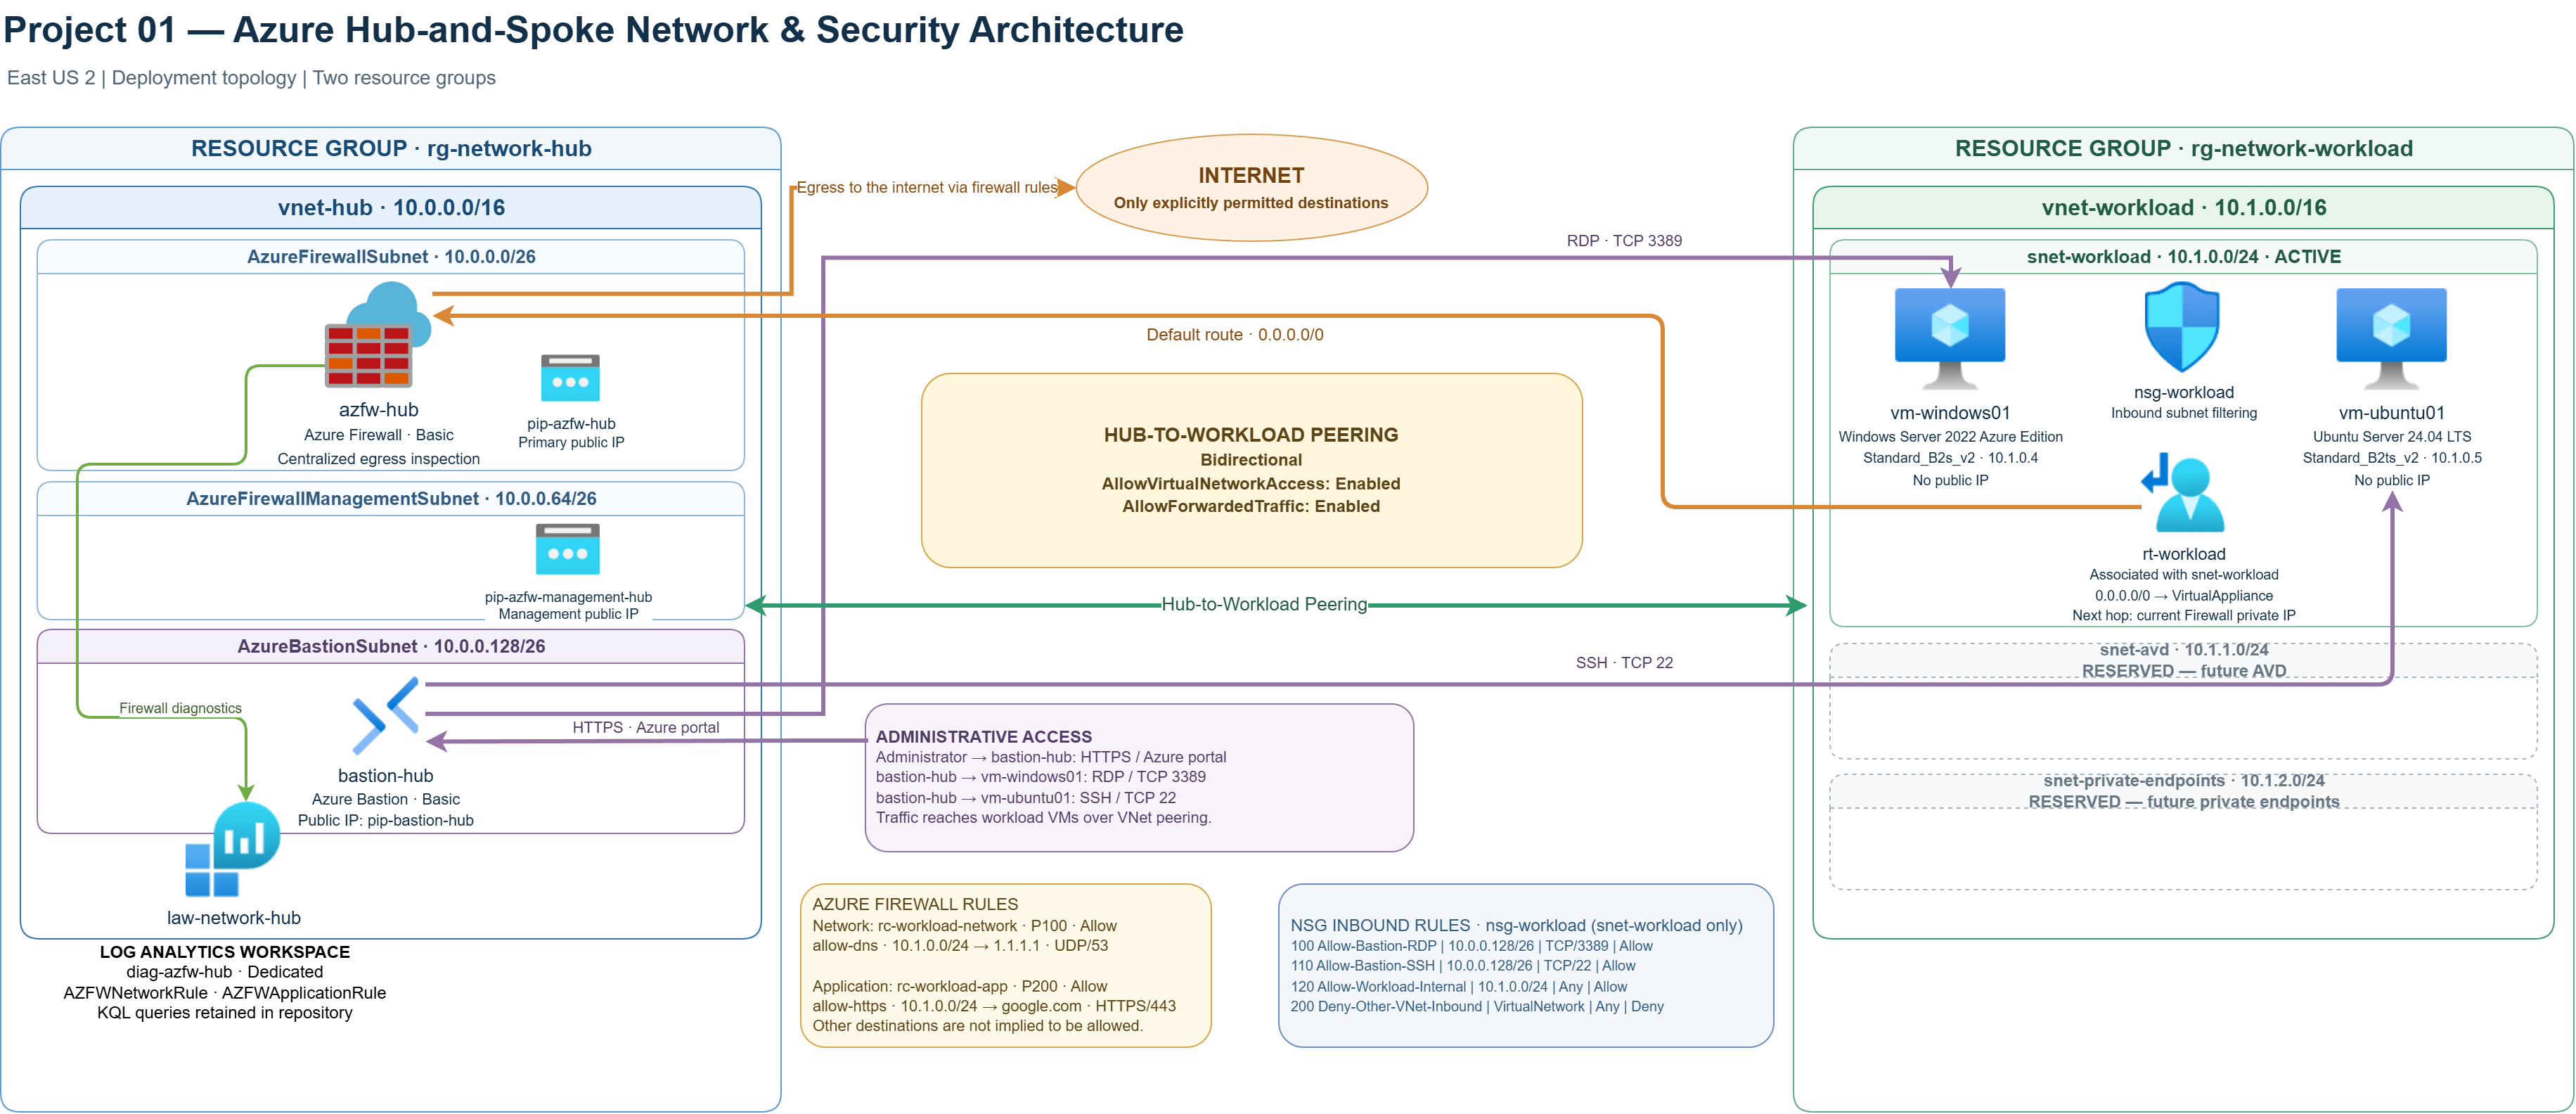 Project 01 — Azure Hub-and-Spoke Network & Security Architecture
East US 2 | Deployment topology | Two resource groups
RESOURCE GROUP · rg-network-hub
vnet-hub · 10.0.0.0/16
AzureFirewallSubnet · 10.0.0.0/26
azfw-hub
Azure Firewall · Basic
Centralized egress inspection
pip-azfw-hub
Primary public IP
AzureFirewallManagementSubnet · 10.0.0.64/26
pip-azfw-management-hub
Management public IP
AzureBastionSubnet · 10.0.0.128/26
Firewall diagnostics
bastion-hub
Azure Bastion · Basic
Public IP: pip-bastion-hub
law-network-hub
LOG ANALYTICS WORKSPACE
diag-azfw-hub · Dedicated
AZFWNetworkRule · AZFWApplicationRule
KQL queries retained in repository
Egress to the internet via firewall rules
INTERNET
Only explicitly permitted destinations
RDP · TCP 3389
Default route · 0.0.0.0/0
HUB-TO-WORKLOAD PEERING
Bidirectional
AllowVirtualNetworkAccess: Enabled
AllowForwardedTraffic: Enabled
Hub-to-Workload Peering
SSH · TCP 22
HTTPS · Azure portal
ADMINISTRATIVE ACCESS
Administrator → bastion-hub: HTTPS / Azure portal
bastion-hub → vm-windows01: RDP / TCP 3389
bastion-hub → vm-ubuntu01: SSH / TCP 22
Traffic reaches workload VMs over VNet peering.
AZURE FIREWALL RULES
Network: rc-workload-network · P100 · Allow
allow-dns · 10.1.0.0/24 → 1.1.1.1 · UDP/53
Application: rc-workload-app · P200 · Allow
allow-https · 10.1.0.0/24 → google.com · HTTPS/443
Other destinations are not implied to be allowed.
NSG INBOUND RULES · nsg-workload (snet-workload only)
100 Allow-Bastion-RDP | 10.0.0.128/26 | TCP/3389 | Allow
110 Allow-Bastion-SSH | 10.0.0.128/26 | TCP/22 | Allow
120 Allow-Workload-Internal | 10.1.0.0/24 | Any | Allow
200 Deny-Other-VNet-Inbound | VirtualNetwork | Any | Deny
RESOURCE GROUP · rg-network-workload
vnet-workload · 10.1.0.0/16
snet-workload · 10.1.0.0/24 · ACTIVE
vm-windows01
Windows Server 2022 Azure Edition
Standard_B2s_v2 · 10.1.0.4
No public IP
nsg-workload
Inbound subnet filtering
vm-ubuntu01
Ubuntu Server 24.04 LTS
Standard_B2ts_v2 · 10.1.0.5
No public IP
rt-workload
Associated with snet-workload
0.0.0.0/0 → VirtualAppliance
Next hop: current Firewall private IP
snet-avd · 10.1.1.0/24
RESERVED — future AVD
snet-private-endpoints · 10.1.2.0/24
RESERVED — future private endpoints